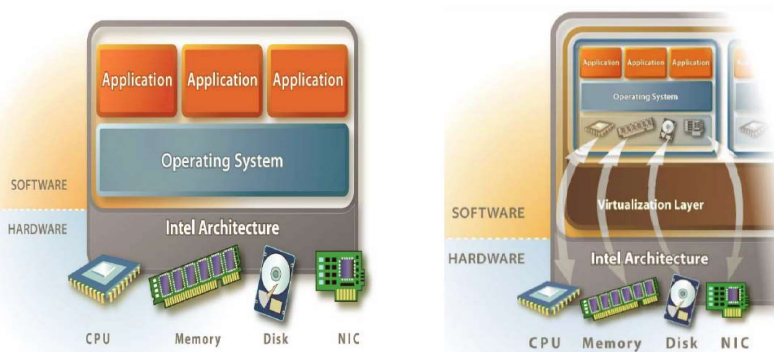 Application Application Application
Operating System
SOFTWARE
HARDWARE
Intel Architecture
CPU Memory Disk NIC
Application Application Application
Operating System
Virtualization Layer
SOFTWARE
HARDWARE
Intel Architecture
CPU Memory Disk NIC